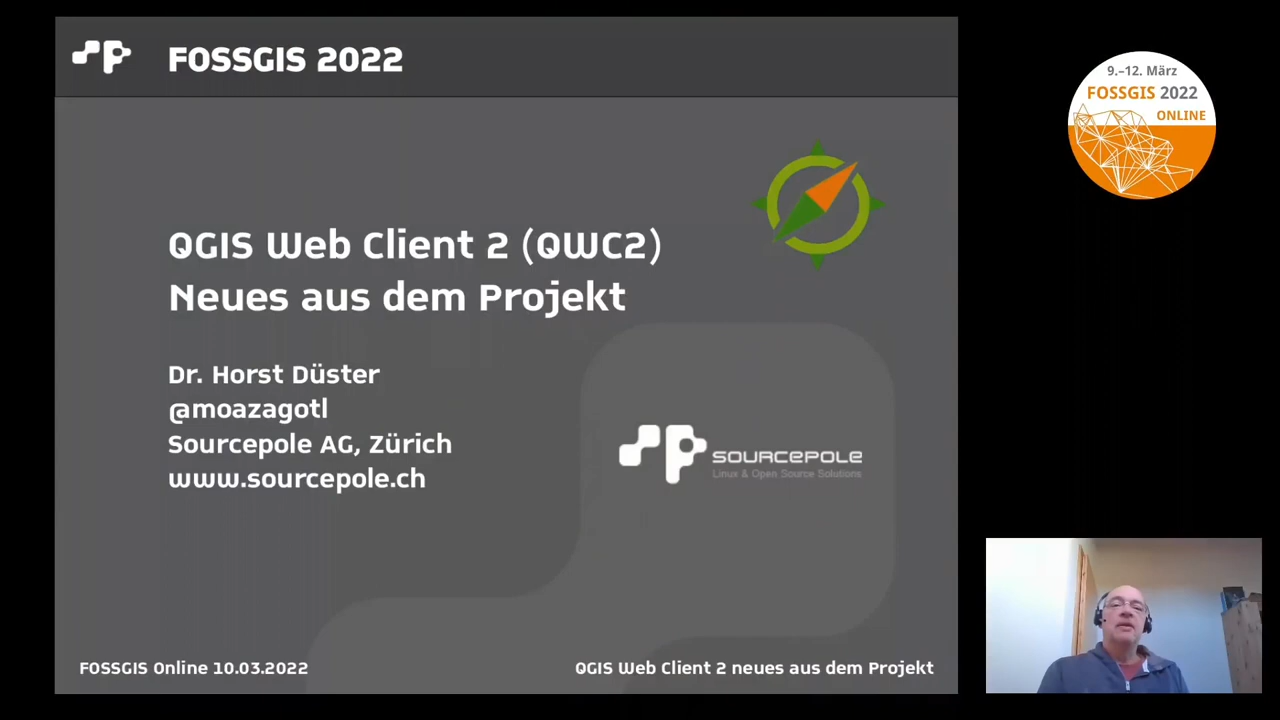 FOSSGIS 2022
QGIS Web Client 2 (QWC2)
Neues aus dem Projekt
Dr. Horst Düster
@moazagotl
Sourcepole AG, Zürich
www.sourcepole.ch
SOURCEPOLE
Linux & Open Source Solutions
FOSSGIS Online 10.03.2022
QGIS Web Client 2 neues aus dem Projekt
9.–12. März
FOSSGIS 2022
ONLINE